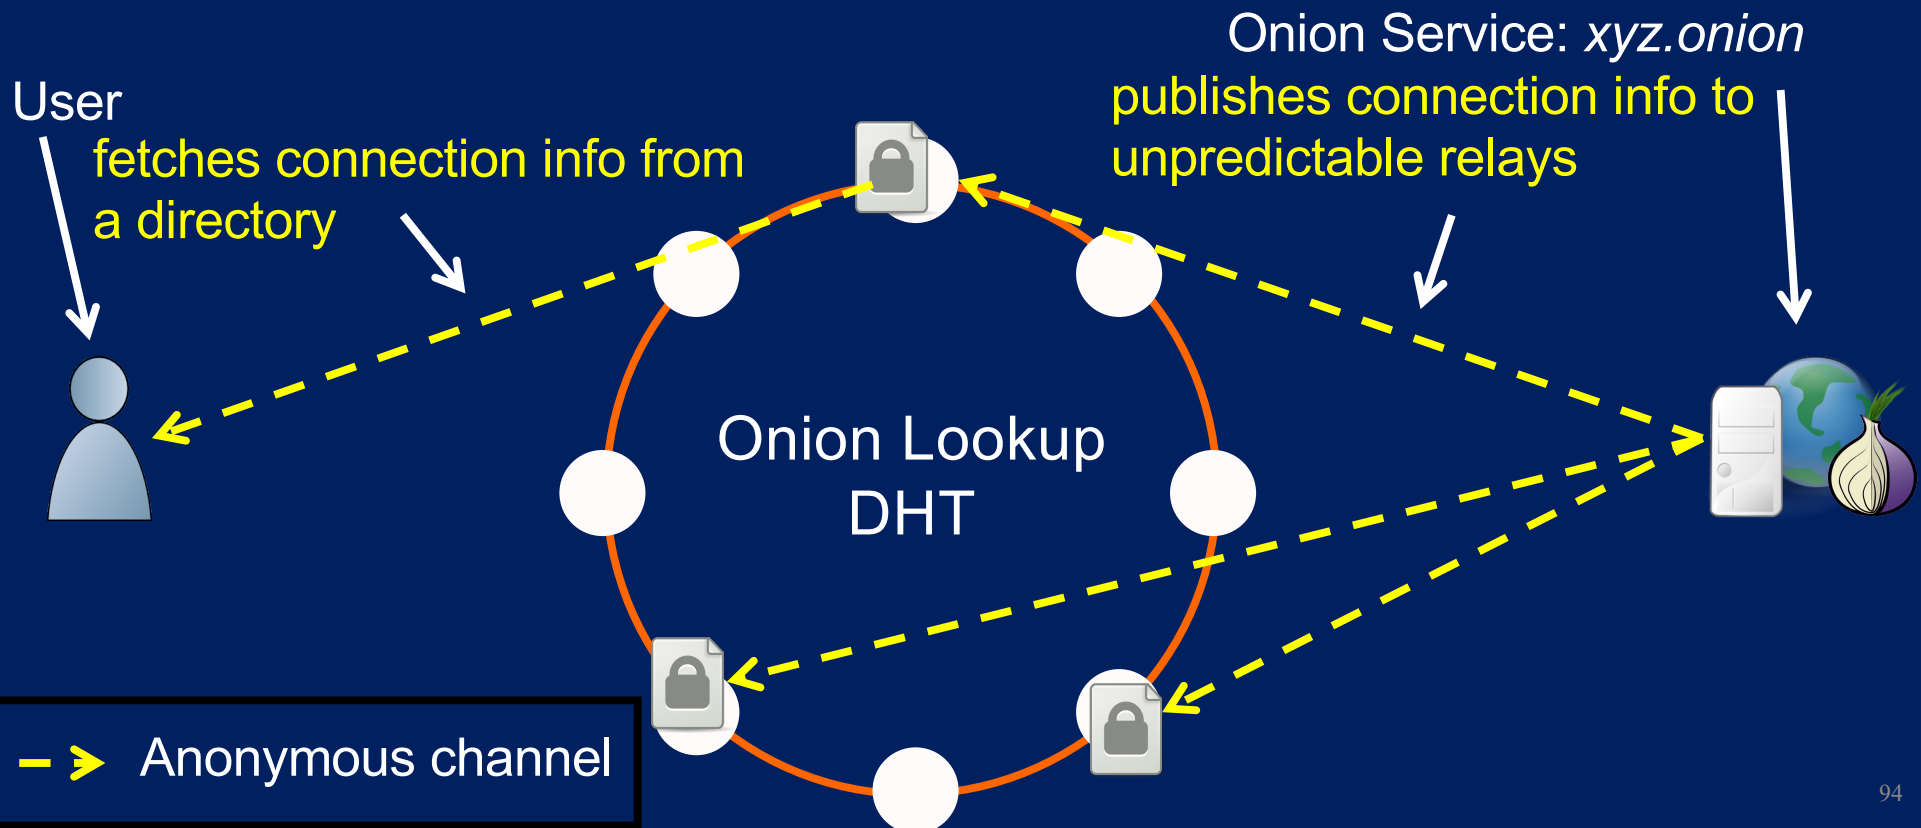 Onion Service: xyz.onion
publishes connection info to
unpredictable relays
User
fetches connection info from
a directory
Onion Lookup
DHT
Anonymous channel
94